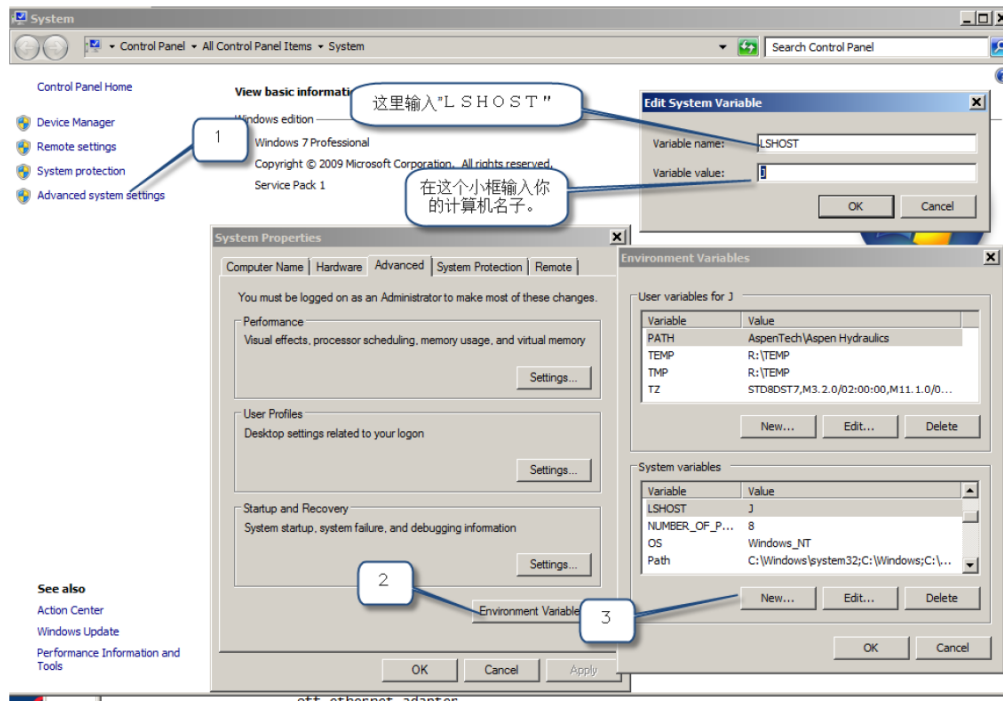 System
Control Panel ▾ All Control Panel Items ▾ System
Search Control Panel
Control Panel Home
Device Manager
Remote settings
System protection
Advanced system settings
1
View basic informati
Windows edition
Windows 7 Professional
Copyright © 2009 Microsoft Corporation. All rights reserved.
Service Pack 1
这里输入"ＬＳＨＯＳＴ"
在这个小框输入你
的计算机名子。
Edit System Variable
Variable name:
LSHOST
Variable value:
J
OK
Cancel
System Properties
Computer Name
Hardware
Advanced
System Protection
Remote
You must be logged on as an Administrator to make most of these changes.
Performance
Visual effects, processor scheduling, memory usage, and virtual memory
Settings...
User Profiles
Desktop settings related to your logon
Settings...
Startup and Recovery
System startup, system failure, and debugging information
Settings...
2
Environment Variable
3
OK
Cancel
Apply
Environment Variables
User variables for J
Variable Value
PATH AspenTech\Aspen Hydraulics
TEMP R:\TEMP
TMP R:\TEMP
TZ STD8DST7,M3.2.0/02:00:00,M11.1.0/0...
New...
Edit...
Delete
System variables
Variable Value
LSHOST J
NUMBER_OF_P... 8
OS Windows_NT
Path C:\Windows\system32;C:\Windows;C:\...
New...
Edit...
Delete
OK
Cancel
See also
Action Center
Windows Update
Performance Information and
Tools
ethernet adapter